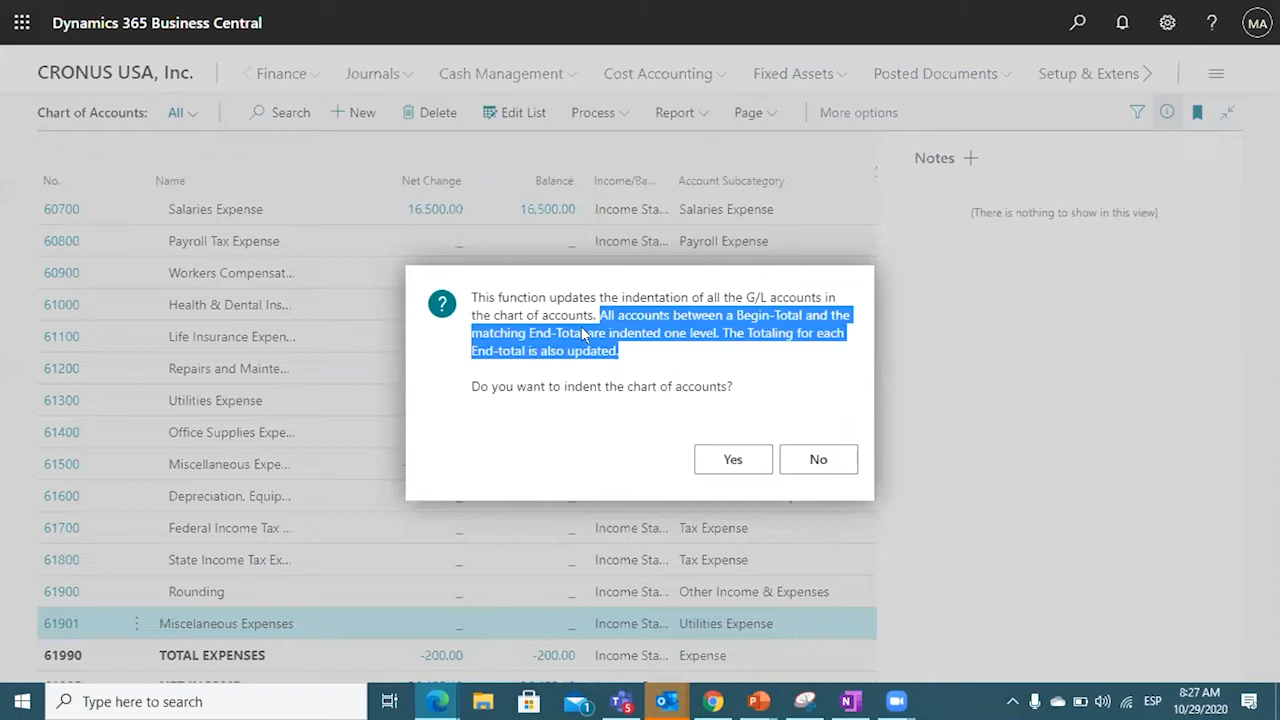 Dynamics 365 Business Central
MA
CRONUS USA, Inc.
Finance
Journals
Cash Management
Cost Accounting
Fixed Assets
Posted Documents
Setup & Extens
Chart of Accounts:
All
Search
New
Delete
Edit List
Process
Report
Page
More options
Notes
(There is nothing to show in this view)
No. Name Net Change Balance Income/Ba... Account Subcategory
60700 Salaries Expense 16,500.00 16,500.00 Income Sta... Salaries Expense
60800 Payroll Tax Expense _ _ Income Sta... Payroll Expense
60900 Workers Compensat...
61000 Health & Dental Ins...
61100 Life Insurance Expen...
61200 Repairs and Mainte...
61300 Utilities Expense
61400 Office Supplies Expe...
61500 Miscellaneous Expe...
61600 Depreciation, Equip...
61700 Federal Income Tax ... _ _ Income Sta... Tax Expense
61800 State Income Tax Ex... _ _ Income Sta... Tax Expense
61900 Rounding _ _ Income Sta... Other Income & Expenses
61901 Miscelaneous Expenses _ _ Income Sta... Utilities Expense
61990 TOTAL EXPENSES -200.00 -200.00 Income Sta... Expense
This function updates the indentation of all the G/L accounts in
the chart of accounts. All accounts between a Begin-Total and the
matching End-Total are indented one level. The Totaling for each
End-total is also updated.
Do you want to indent the chart of accounts?
Yes
No
Type here to search
ESP
8:27 AM
10/29/2020